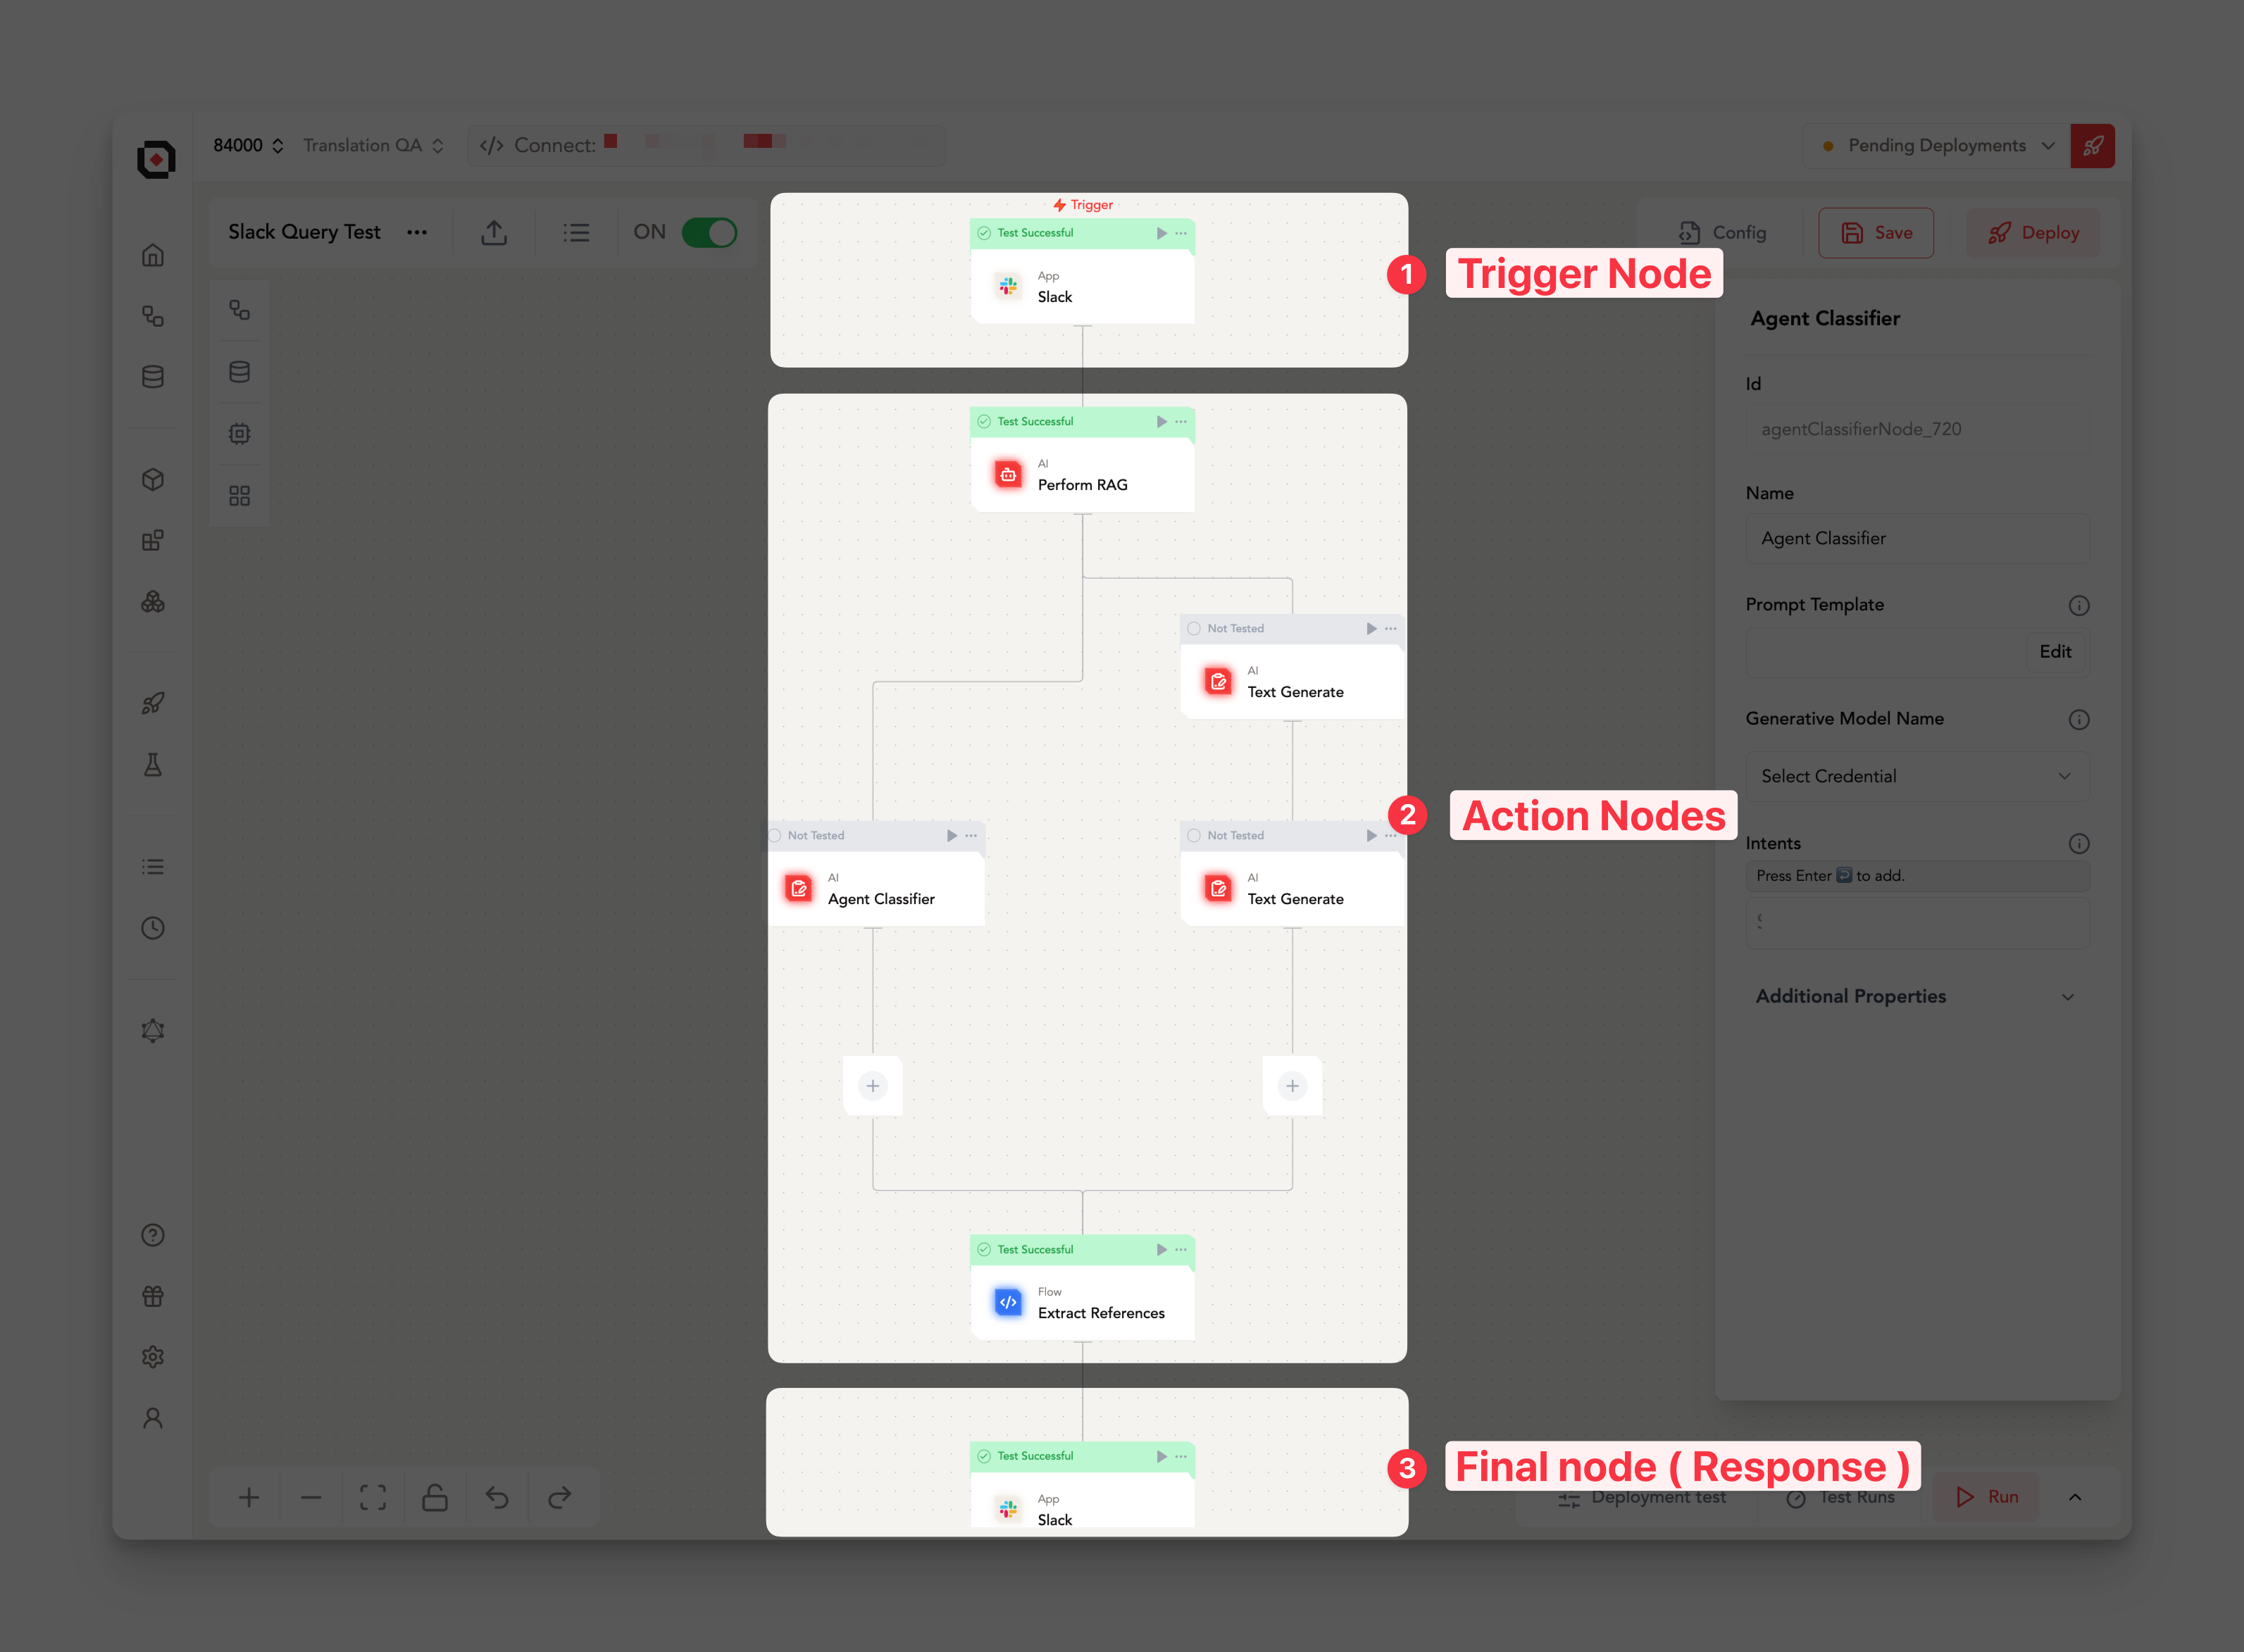 84000
Translation QA
</> Connect:
Pending Deployments
Slack Query Test
ON
Config
Save
Deploy
Trigger
Test Successful
App
Slack
1
Trigger Node
Agent Classifier
Id
agentClassifierNode_720
Name
Agent Classifier
Prompt Template
Edit
Generative Model Name
Select Credential
Intents
Press Enter to add.
Additional Properties
Test Successful
AI
Perform RAG
Not Tested
AI
Text Generate
2
Action Nodes
Not Tested
AI
Agent Classifier
Not Tested
AI
Text Generate
Test Successful
Flow
Extract References
Test Successful
App
Slack
3
Final node ( Response )
Deployment test
Test Runs
Run